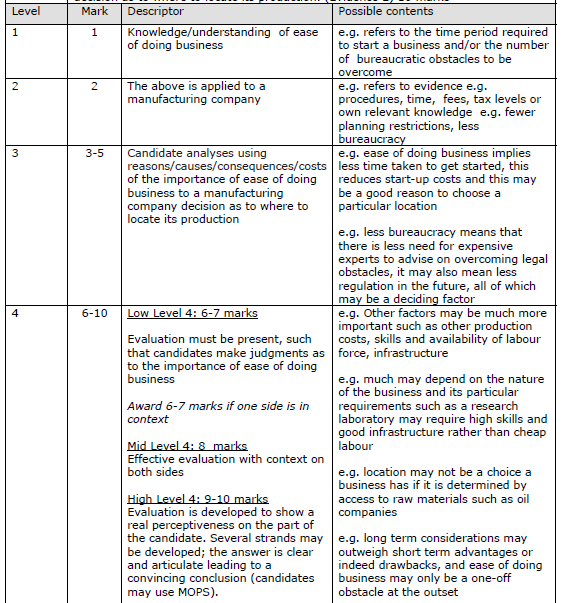 Level Mark Descriptor Possible contents
1 1 Knowledge/understanding of ease e.g. refers to the time period required
of doing business to start a business and/or the number
of bureaucratic obstacles to be
overcome
2 2 The above is applied to a e.g. refers to evidence e.g.
manufacturing company procedures, time, fees, tax levels or
own relevant knowledge e.g. fewer
planning restrictions, less
bureaucracy
3 3-5 Candidate analyses using e.g. ease of doing business implies
reasons/causes/consequences/costs less time taken to get started, this
of the importance of ease of doing reduces start-up costs and this may
business to a manufacturing be a good reason to choose a
company decision as to where to particular location
locate its production
e.g. less bureaucracy means that
there is less need for expensive
experts to advise on overcoming legal
obstacles, it may also mean less
regulation in the future, all of which
may be a deciding factor
4 6-10 Low Level 4: 6-7 marks e.g. Other factors may be much more
important such as other production
Evaluation must be present, such costs, skills and availability of labour
that candidates make judgments as force, infrastructure
to the importance of ease of doing
business e.g. much may depend on the nature
of the business and its particular
Award 6-7 marks if one side is in requirements such as a research
context laboratory may require high skills and
good infrastructure rather than cheap
Mid Level 4: 8 marks labour
Effective evaluation with context on
both sides e.g. location may not be a choice a
business has if it is determined by
High Level 4: 9-10 marks access to raw materials such as oil
Evaluation is developed to show a companies
real perceptiveness on the part of
the candidate. Several strands may e.g. long term considerations may
be developed; the answer is clear outweigh short term advantages or
and articulate leading to a indeed drawbacks, and ease of doing
convincing conclusion (candidates business may only be a one-off
may use MOPS). obstacle at the outset